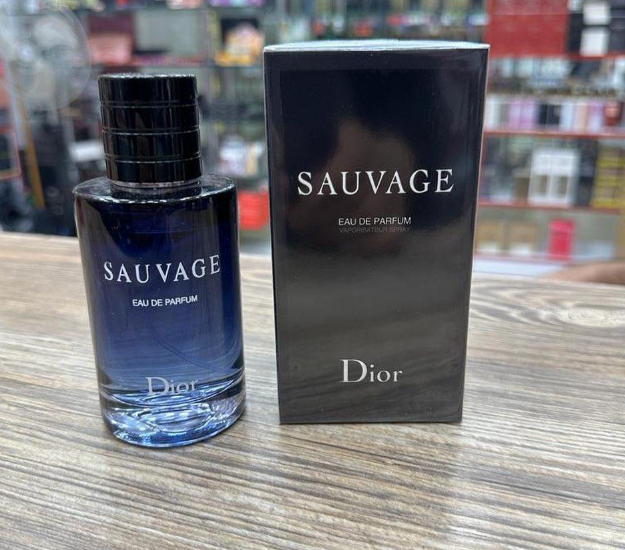 SAUVAGE
EAU DE PARFUM
Dior
SAUVAGE
EAU DE PARFUM
VAPORISATEUR SPRAY
Dior